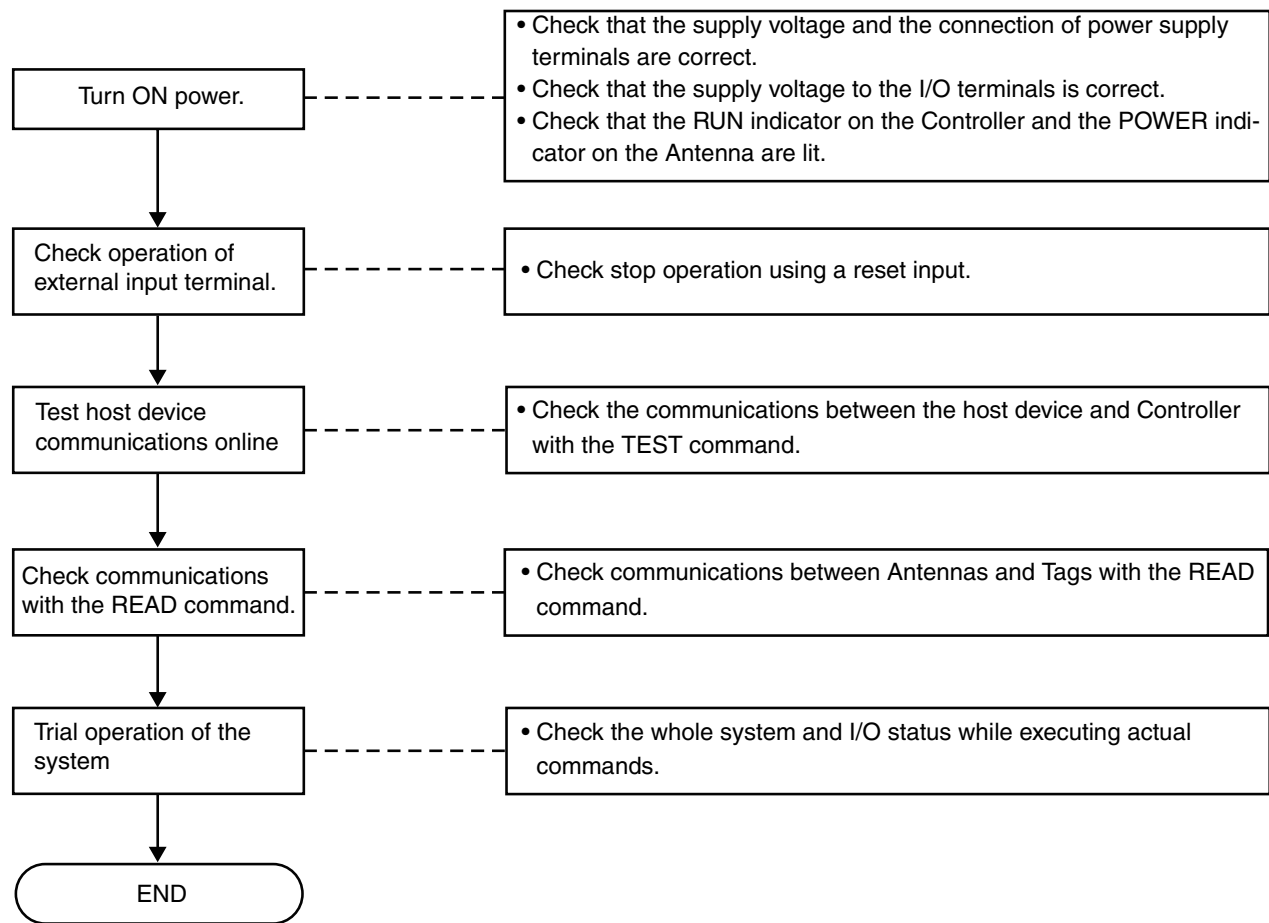 Turn ON power.
• Check that the supply voltage and the connection of power supply
terminals are correct.
• Check that the supply voltage to the I/O terminals is correct.
• Check that the RUN indicator on the Controller and the POWER indi-
cator on the Antenna are lit.
Check operation of
external input terminal.
• Check stop operation using a reset input.
Test host device
communications online
• Check the communications between the host device and Controller
with the TEST command.
Check communications
with the READ command.
• Check communications between Antennas and Tags with the READ
command.
Trial operation of the
system
• Check the whole system and I/O status while executing actual
commands.
END